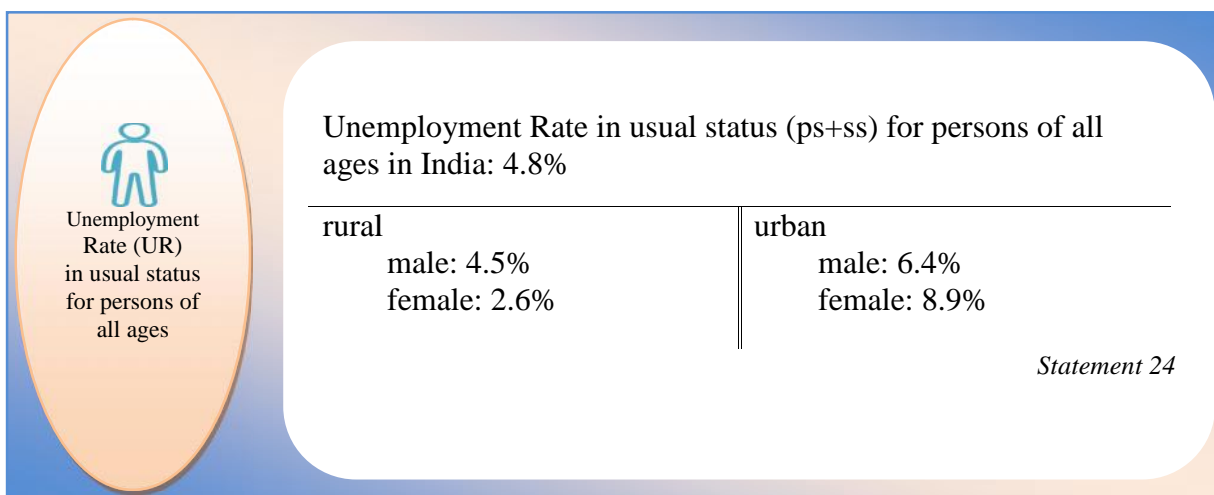 Unemployment
Rate (UR)
in usual status
for persons of
all ages
Unemployment Rate in usual status (ps+ss) for persons of all
ages in India: 4.8%
rural
male: 4.5%
female: 2.6%
urban
male: 6.4%
female: 8.9%
Statement 24